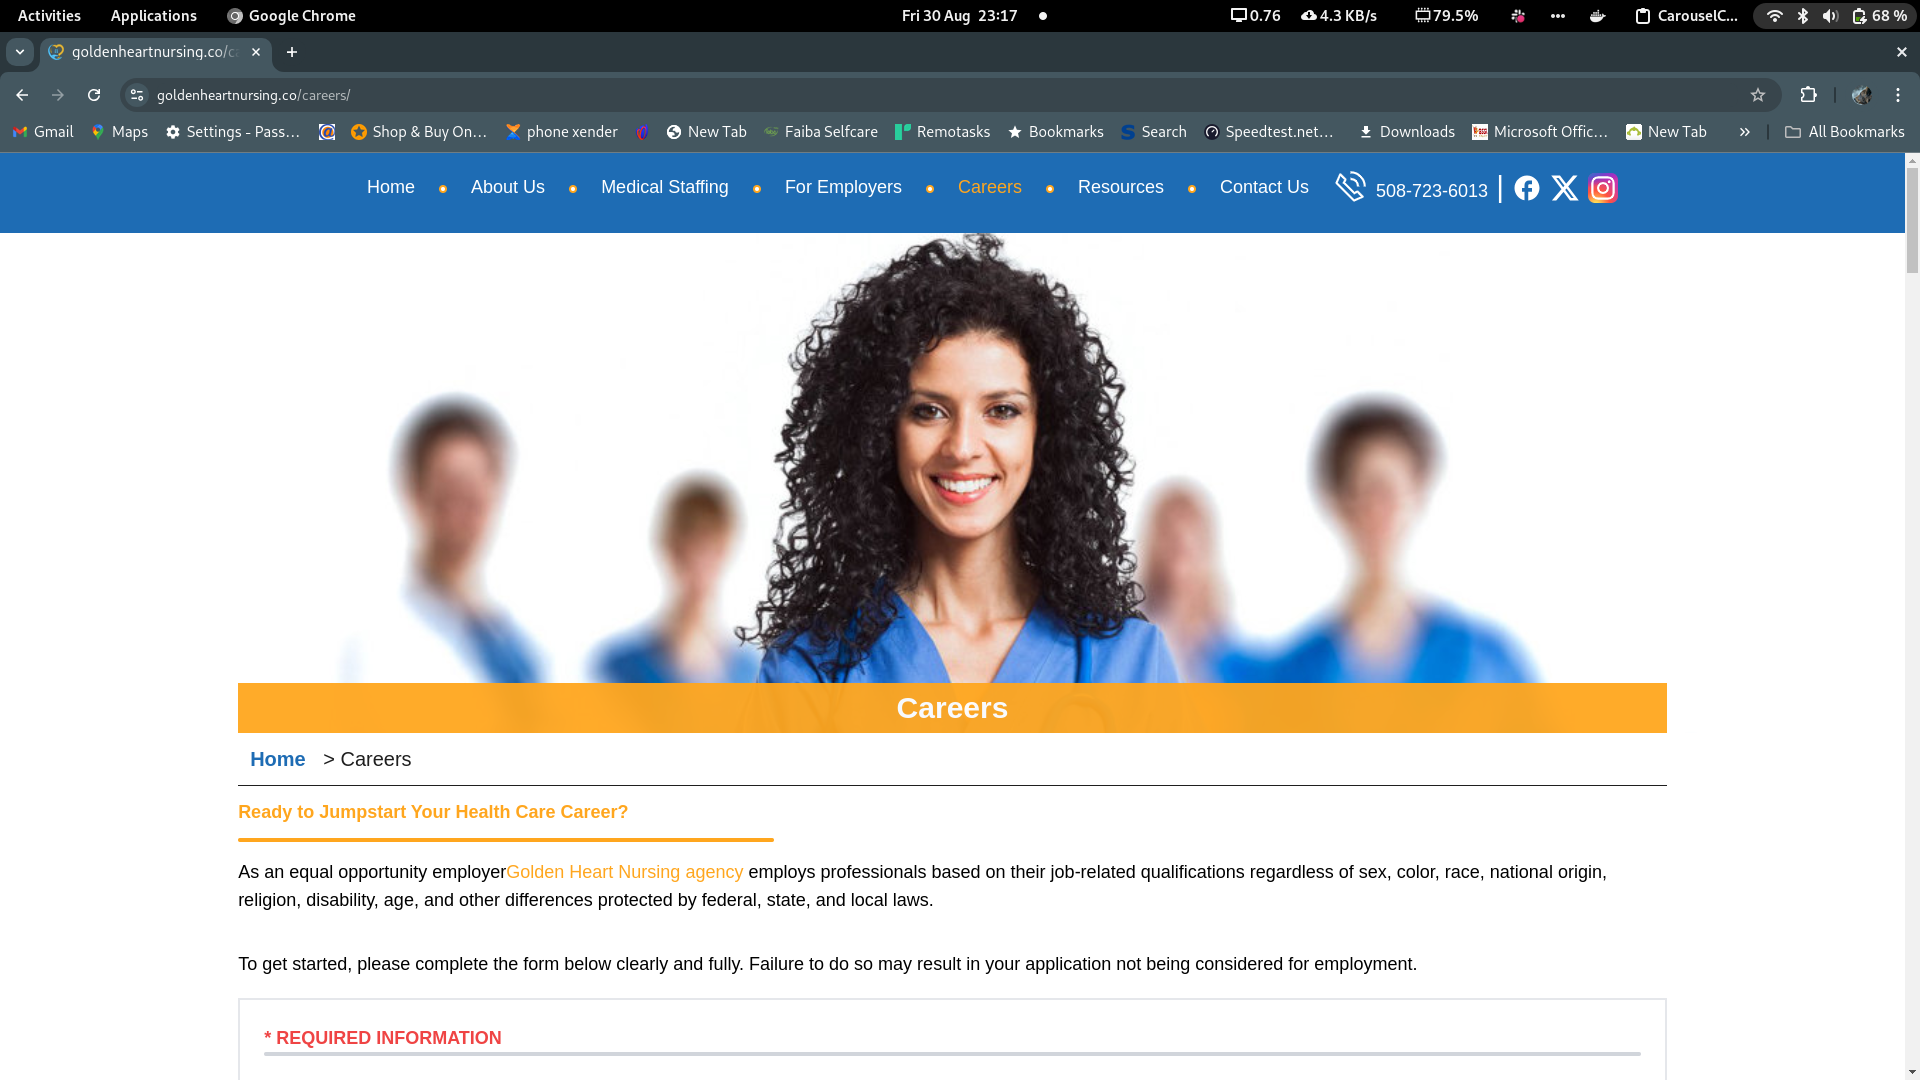 Activities Applications Google Chrome Fri 30 Aug 23:17 0.76 4.3 KB/s 79.5% CarouselC... 68 %
goldenheartnursing.co/c
goldenheartnursing.co/careers/
Gmail Maps Settings - Pass... Shop & Buy On... phone xender New Tab Faiba Selfcare Remotasks Bookmarks Search Speedtest.net... Downloads Microsoft Offic... New Tab » All Bookmarks
Home About Us Medical Staffing For Employers Careers Resources Contact Us 508-723-6013
Careers
Home > Careers
Ready to Jumpstart Your Health Care Career?
As an equal opportunity employerGolden Heart Nursing agency employs professionals based on their job-related qualifications regardless of sex, color, race, national origin,
religion, disability, age, and other differences protected by federal, state, and local laws.
To get started, please complete the form below clearly and fully. Failure to do so may result in your application not being considered for employment.
* REQUIRED INFORMATION